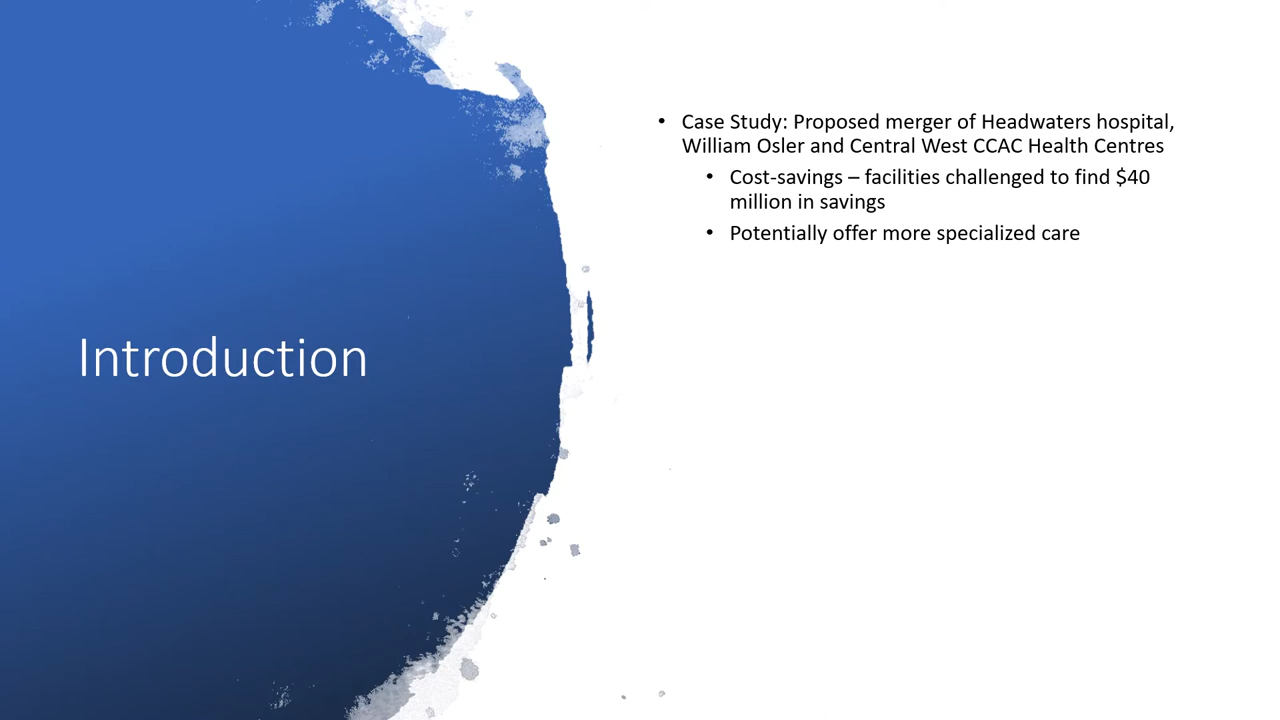 Introduction
• Case Study: Proposed merger of Headwaters hospital,
William Osler and Central West CCAC Health Centres
• Cost-savings – facilities challenged to find $40
million in savings
• Potentially offer more specialized care